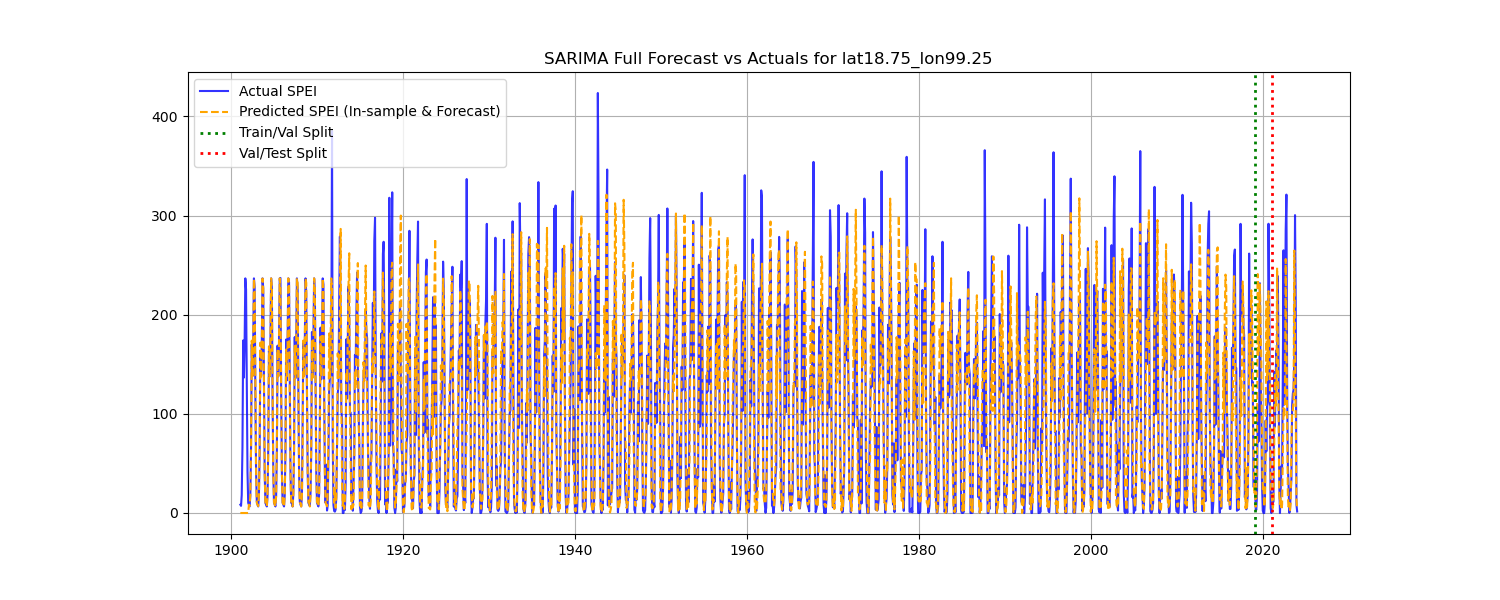 SARIMA Full Forecast vs Actuals for lat18.75_lon99.25
Actual SPEI
Predicted SPEI (In-sample & Forecast)
Train/Val Split
Val/Test Split
400
300
200
100
0
1900 1920 1940 1960 1980 2000 2020